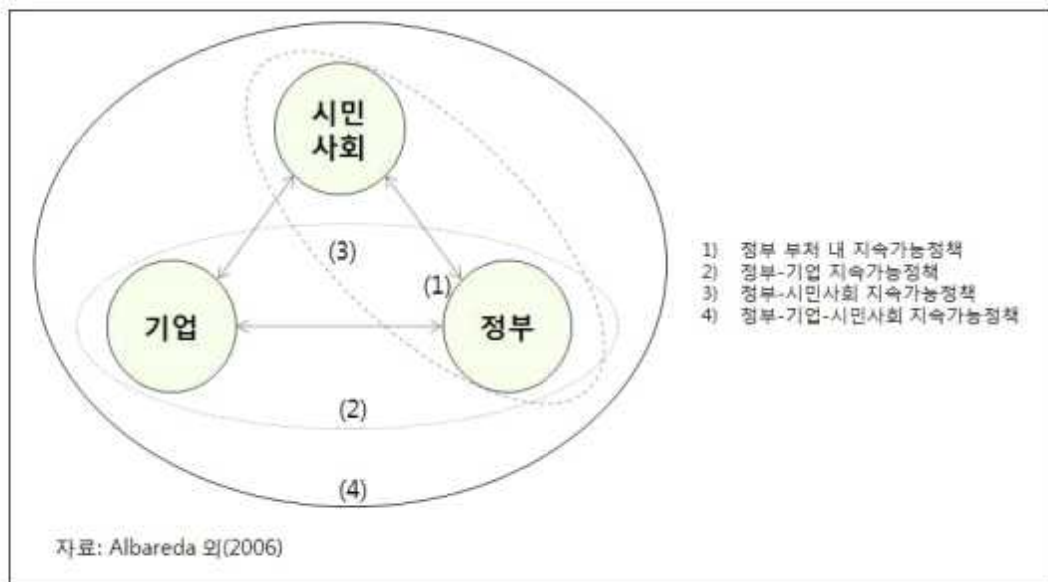 시민
사회
(3)
(1)
기업
정부
(2)
(4)
1) 정부 부처 내 지속가능정책
2) 정부-기업 지속가능정책
3) 정부-시민사회 지속가능정책
4) 정부-기업-시민사회 지속가능정책
자료: Albareda 외(2006)